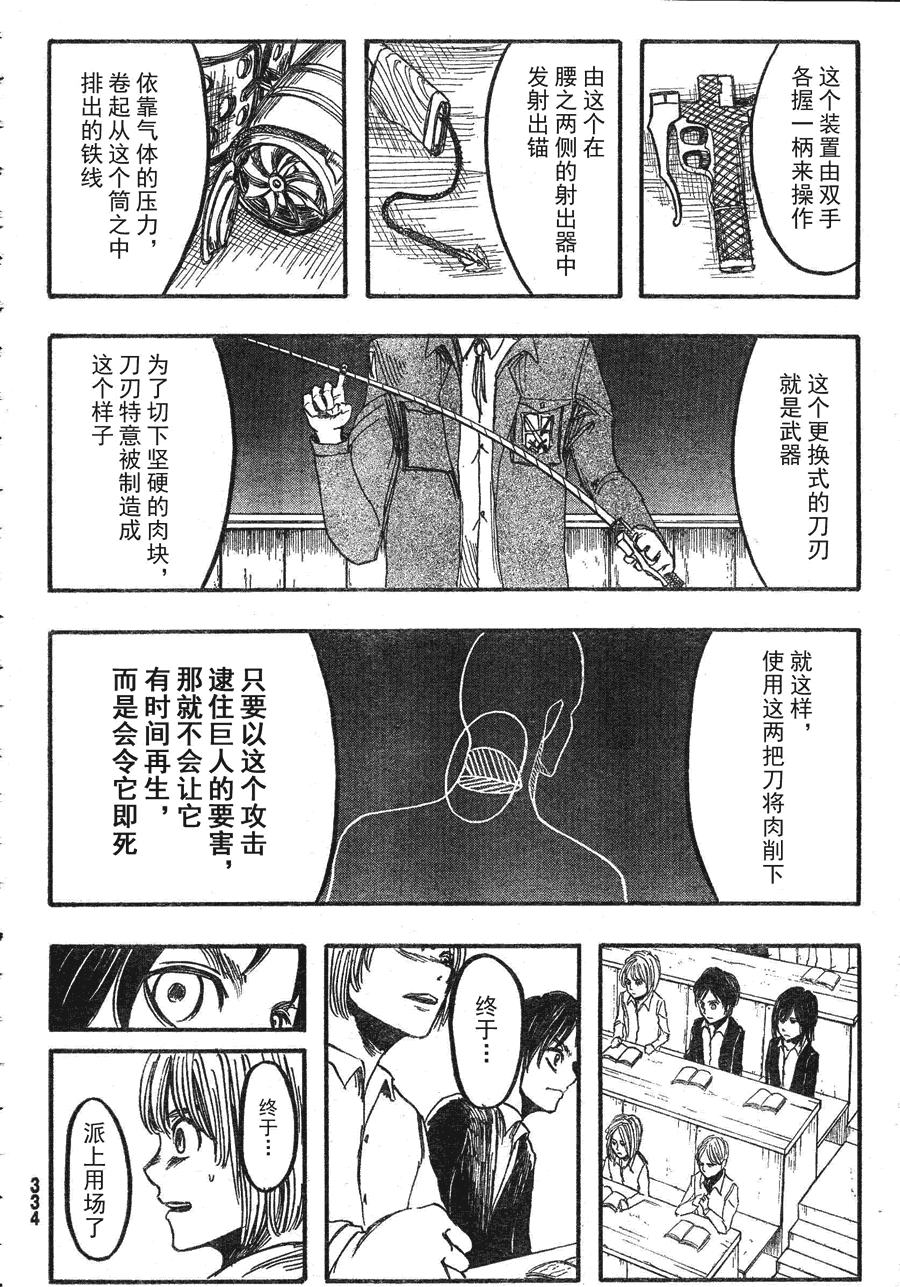 这个装置由双手
各握一柄来操作
由这个在
腰之两侧的射出器中
发射出锚
依靠气体的压力，
卷起从这个筒之中
排出的铁线
这个更换式的刀刃
就是武器
为了切下坚硬的肉块，
刀刃特意被制造成
这个样子
就这样，
使用这两把刀将肉削下
只要以这个攻击
逮住巨人的要害，
那就不会让它
有时间再生，
而是会令它即死
终于…
终于…
派上用场了
334